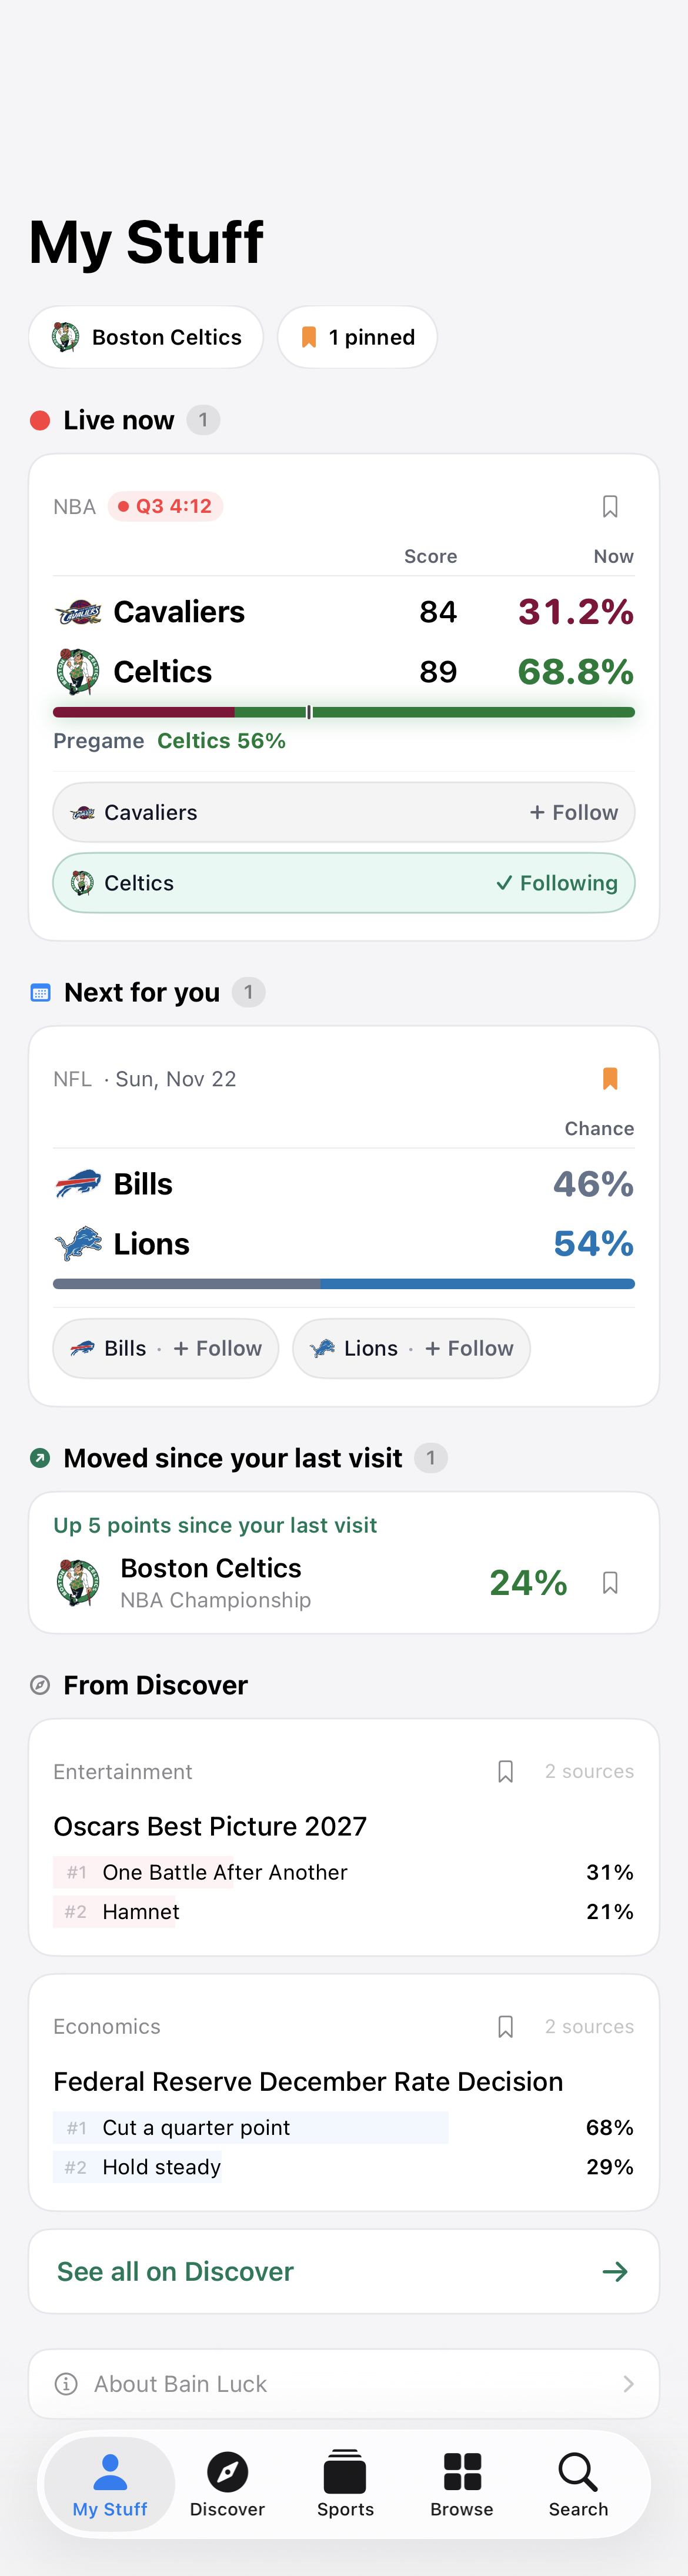 My Stuff
Boston Celtics
1 pinned
Live now 1
NBA Q3 4:12
Score Now
Cavaliers 84 31.2%
Celtics 89 68.8%
Pregame Celtics 56%
Cavaliers + Follow
Celtics ✓ Following
Next for you 1
NFL · Sun, Nov 22
Chance
Bills 46%
Lions 54%
Bills · + Follow Lions · + Follow
Moved since your last visit 1
Up 5 points since your last visit
Boston Celtics
24%
NBA Championship
From Discover
Entertainment 2 sources
Oscars Best Picture 2027
#1 One Battle After Another 31%
#2 Hamnet 21%
Economics 2 sources
Federal Reserve December Rate Decision
#1 Cut a quarter point 68%
#2 Hold steady 29%
See all on Discover
About Bain Luck
My Stuff Discover Sports Browse Search